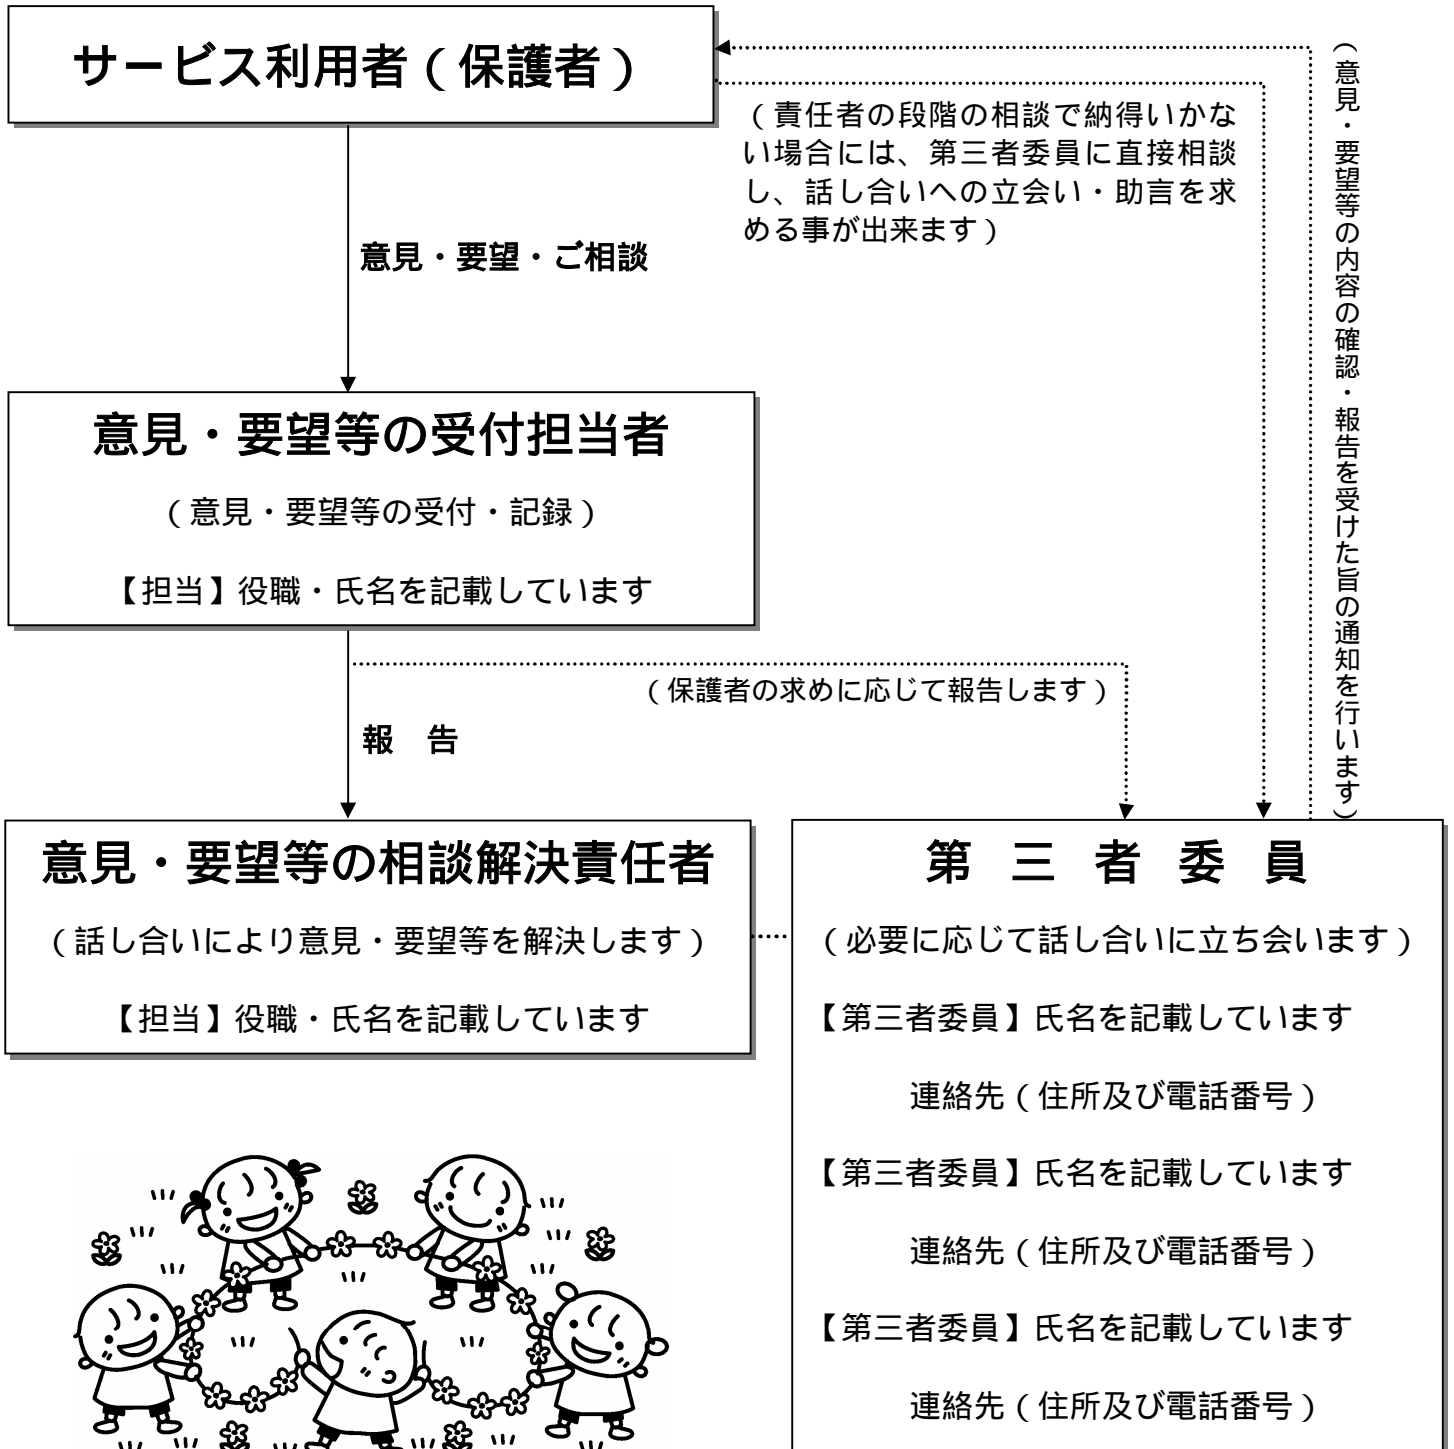 サービス利用者（保護者）
（責任者の段階の相談で納得いかな
い場合には、第三者委員に直接相談
し、話し合いへの立会い・助言を求
める事が出来ます）
（意見・要望等の内容の確認・報告を受けた旨の通知を行います）
意見・要望・ご相談
意見・要望等の受付担当者
（意見・要望等の受付・記録）
【担当】役職・氏名を記載しています
（保護者の求めに応じて報告します）
報　告
意見・要望等の相談解決責任者
（話し合いにより意見・要望等を解決します）
【担当】役職・氏名を記載しています
第　三　者　委　員
（必要に応じて話し合いに立ち会います）
【第三者委員】氏名を記載しています
連絡先（住所及び電話番号）
【第三者委員】氏名を記載しています
連絡先（住所及び電話番号）
【第三者委員】氏名を記載しています
連絡先（住所及び電話番号）